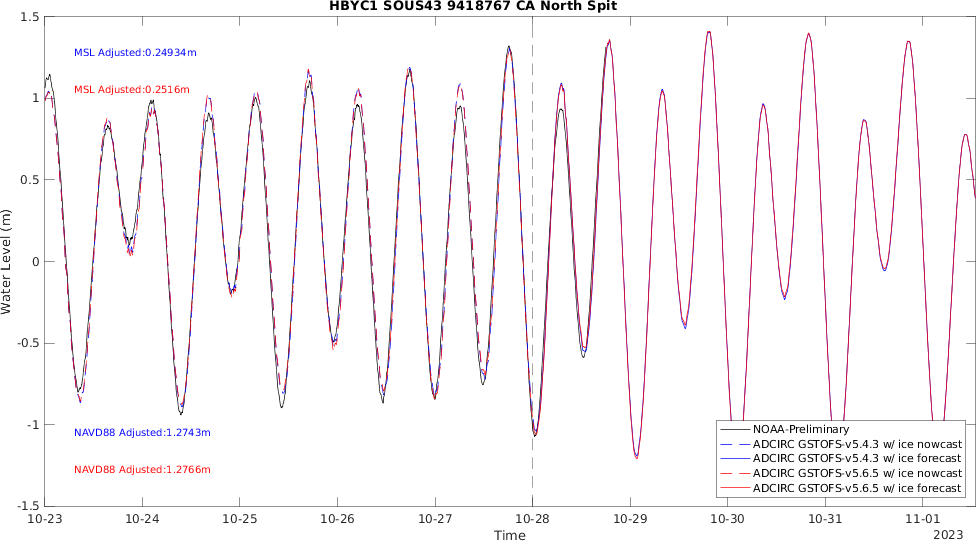 HBYC1 SOUS43 9418767 CA North Spit
1.5
1
0.5
0
-0.5
-1
-1.5
Water Level (m)
MSL Adjusted:0.24934m
MSL Adjusted:0.2516m
NAVD88 Adjusted:1.2743m
NAVD88 Adjusted:1.2766m
NOAA-Preliminary
ADCIRC GSTOFS-v5.4.3 w/ ice nowcast
ADCIRC GSTOFS-v5.4.3 w/ ice forecast
ADCIRC GSTOFS-v5.6.5 w/ ice nowcast
ADCIRC GSTOFS-v5.6.5 w/ ice forecast
10-23 10-24 10-25 10-26 10-27 10-28 10-29 10-30 10-31 11-01
Time
2023